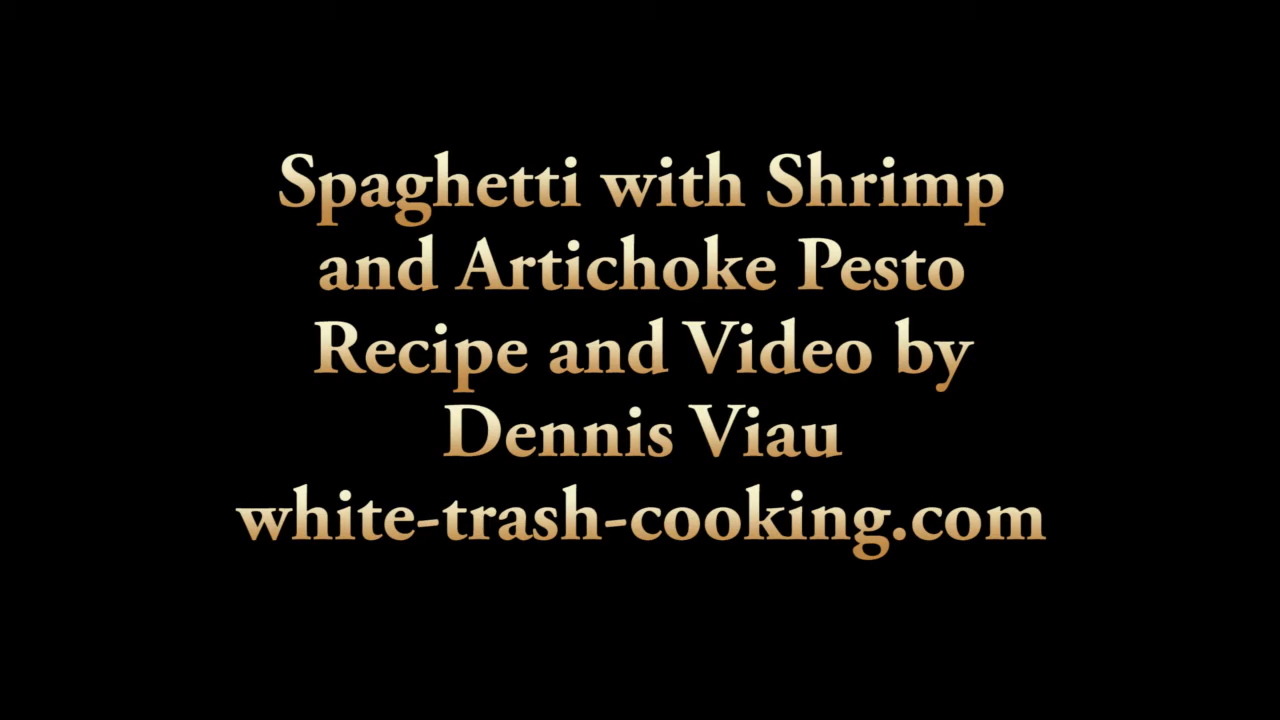 Spaghetti with Shrimp
and Artichoke Pesto
Recipe and Video by
Dennis Viau
white-trash-cooking.com